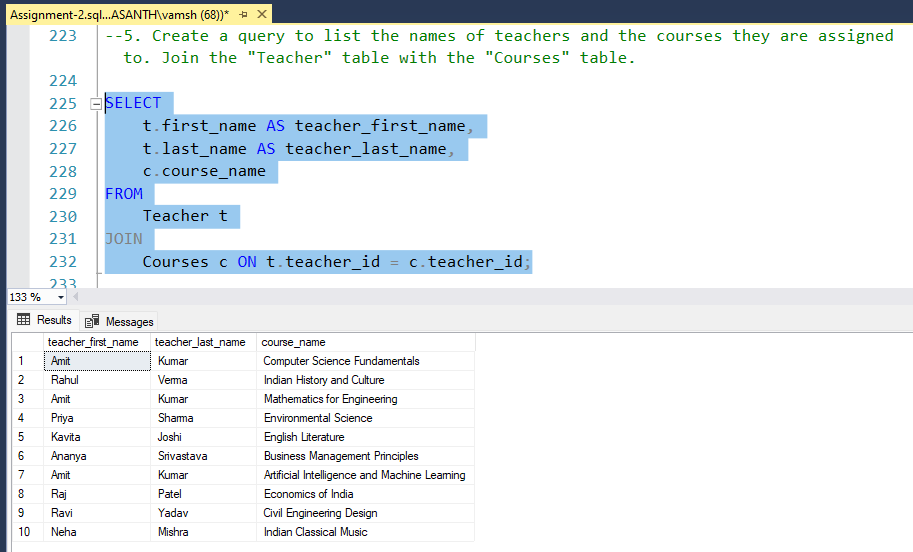 Assignment-2.sql...ASANTH\vamsh (68))*
223 --5. Create a query to list the names of teachers and the courses they are assigned
to. Join the "Teacher" table with the "Courses" table.
224
225 SELECT
226 t.first_name AS teacher_first_name,
227 t.last_name AS teacher_last_name,
228 c.course_name
229 FROM
230 Teacher t
231 JOIN
232 Courses c ON t.teacher_id = c.teacher_id;
233
133 %
Results Messages
teacher_first_name teacher_last_name course_name
1 Amit Kumar Computer Science Fundamentals
2 Rahul Verma Indian History and Culture
3 Amit Kumar Mathematics for Engineering
4 Priya Sharma Environmental Science
5 Kavita Joshi English Literature
6 Ananya Srivastava Business Management Principles
7 Amit Kumar Artificial Intelligence and Machine Learning
8 Raj Patel Economics of India
9 Ravi Yadav Civil Engineering Design
10 Neha Mishra Indian Classical Music